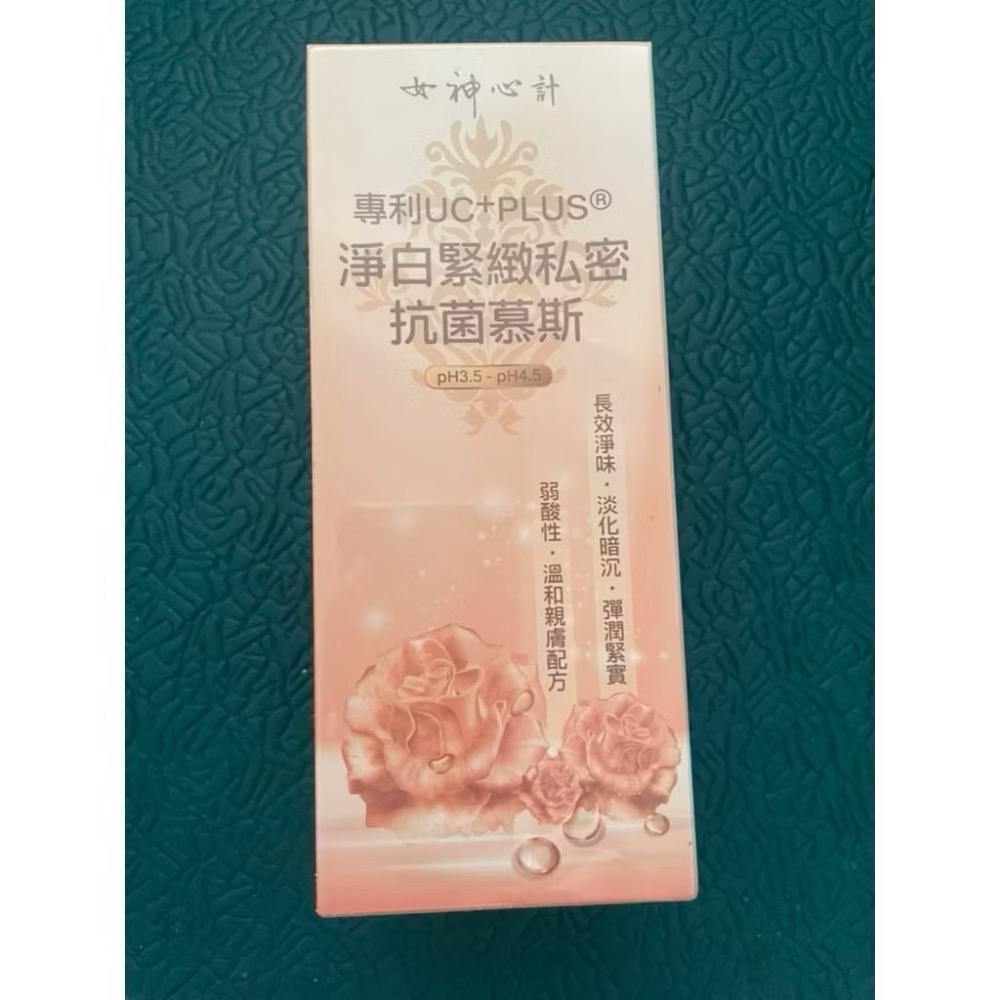 女神心計
專利UC⁺PLUS®
淨白緊緻私密
抗菌慕斯
pH3.5 - pH4.5
長效淨味・淡化暗沉・彈潤緊實
弱酸性・溫和親膚配方